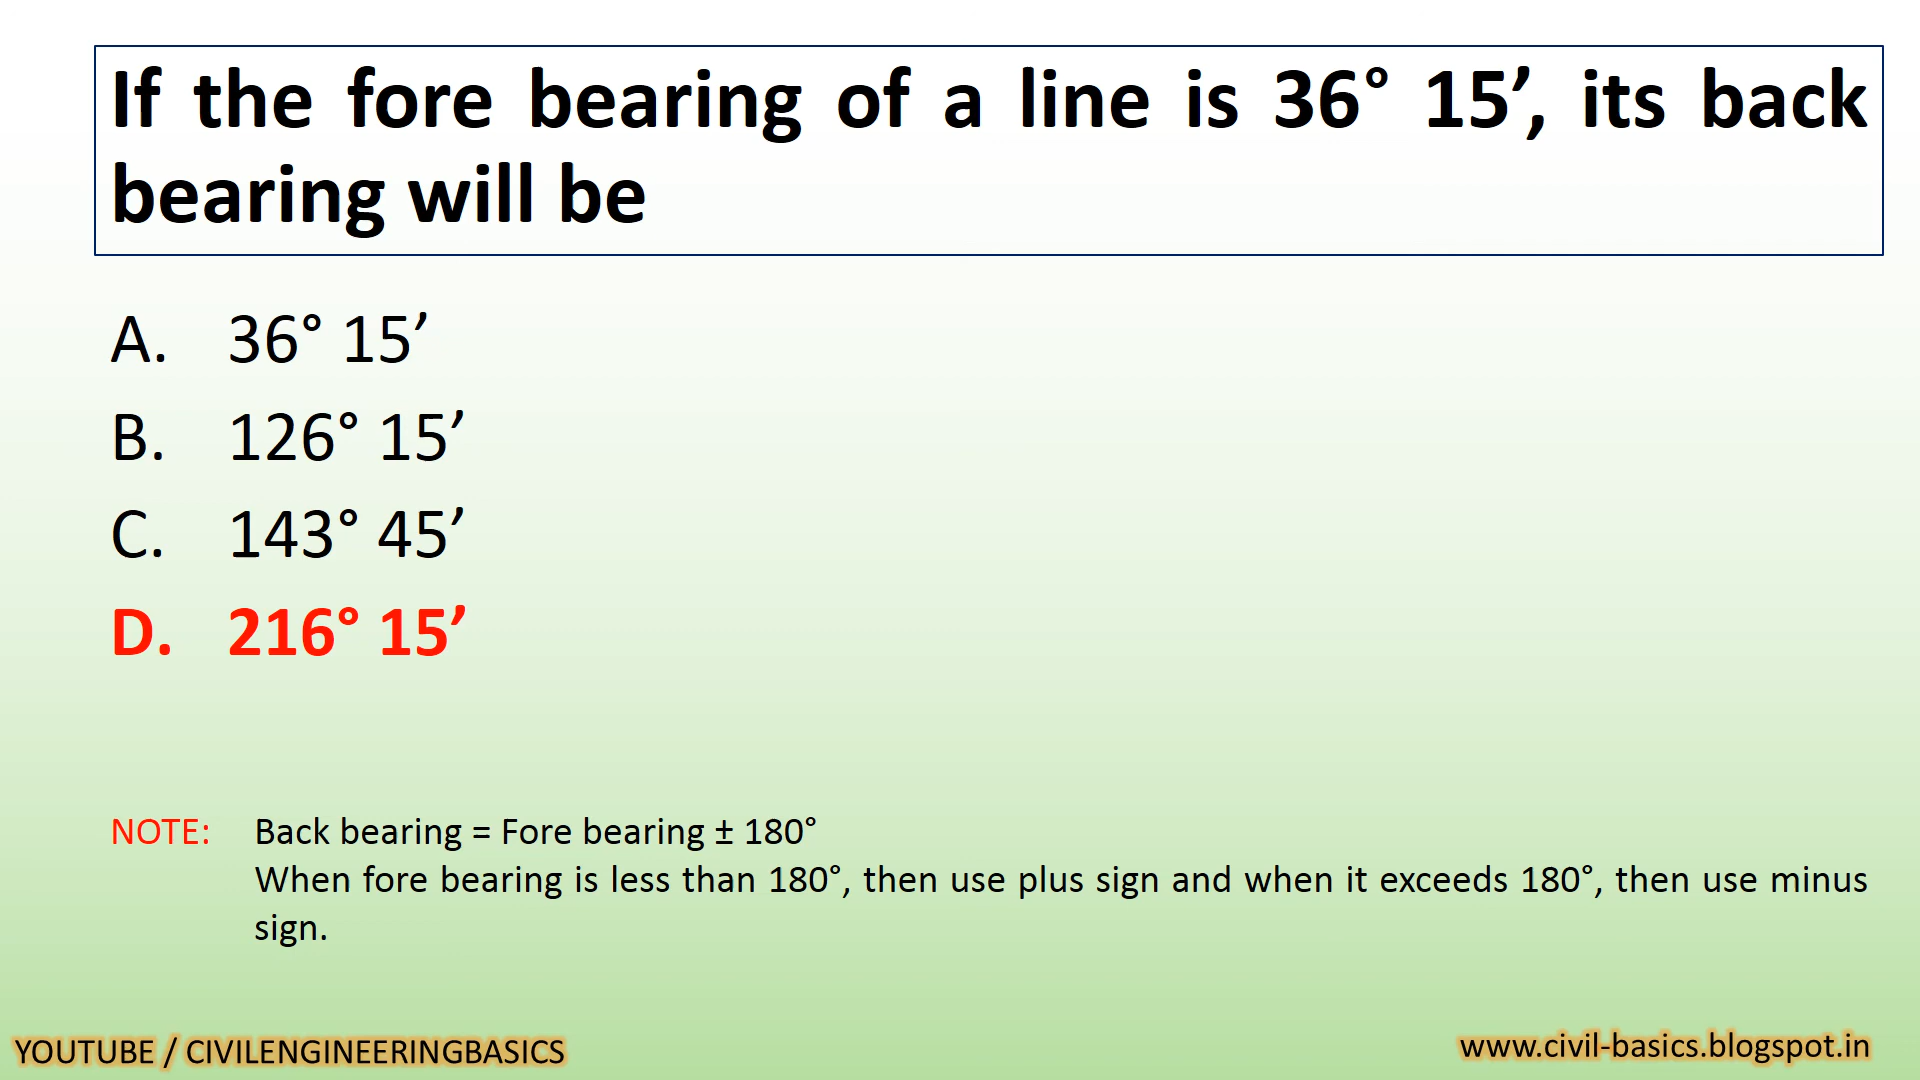 If the fore bearing of a line is 36° 15’, its back
bearing will be
A. 36° 15’
B. 126° 15’
C. 143° 45’
D. 216° 15’
NOTE: Back bearing = Fore bearing ± 180°
When fore bearing is less than 180°, then use plus sign and when it exceeds 180°, then use minus
sign.
YOUTUBE / CIVILENGINEERINGBASICS
www.civil-basics.blogspot.in